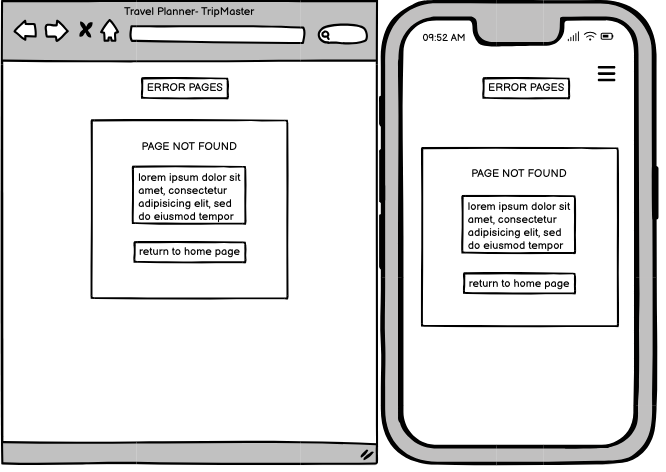 Travel Planner- TripMaster
ERROR PAGES
PAGE NOT FOUND
lorem ipsum dolor sit
amet, consectetur
adipisicing elit, sed
do eiusmod tempor
return to home page
09:52 AM
ERROR PAGES
PAGE NOT FOUND
lorem ipsum dolor sit
amet, consectetur
adipisicing elit, sed
do eiusmod tempor
return to home page